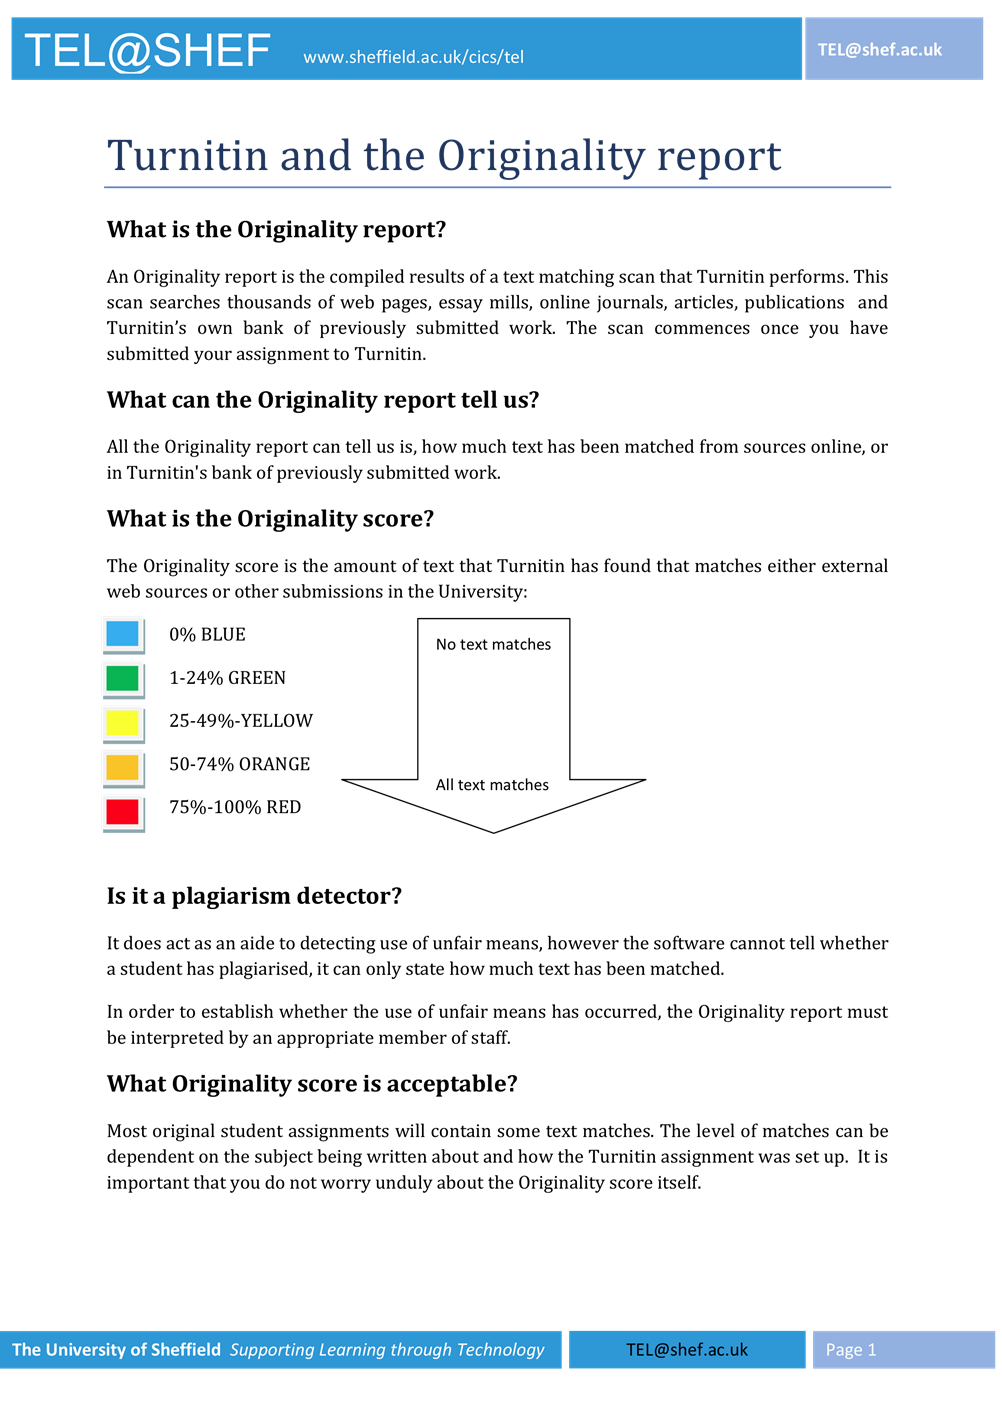 TEL@SHEF www.sheffield.ac.uk/cics/tel TEL@shef.ac.uk
Turnitin and the Originality report
What is the Originality report?
An Originality report is the compiled results of a text matching scan that Turnitin performs. This
scan searches thousands of web pages, essay mills, online journals, articles, publications and
Turnitin’s own bank of previously submitted work. The scan commences once you have
submitted your assignment to Turnitin.
What can the Originality report tell us?
All the Originality report can tell us is, how much text has been matched from sources online, or
in Turnitin's bank of previously submitted work.
What is the Originality score?
The Originality score is the amount of text that Turnitin has found that matches either external
web sources or other submissions in the University:
0% BLUE
1-24% GREEN
25-49%-YELLOW
50-74% ORANGE
75%-100% RED
No text matches
All text matches
Is it a plagiarism detector?
It does act as an aide to detecting use of unfair means, however the software cannot tell whether
a student has plagiarised, it can only state how much text has been matched.
In order to establish whether the use of unfair means has occurred, the Originality report must
be interpreted by an appropriate member of staff.
What Originality score is acceptable?
Most original student assignments will contain some text matches. The level of matches can be
dependent on the subject being written about and how the Turnitin assignment was set up. It is
important that you do not worry unduly about the Originality score itself.
The University of Sheffield Supporting Learning through Technology TEL@shef.ac.uk Page 1